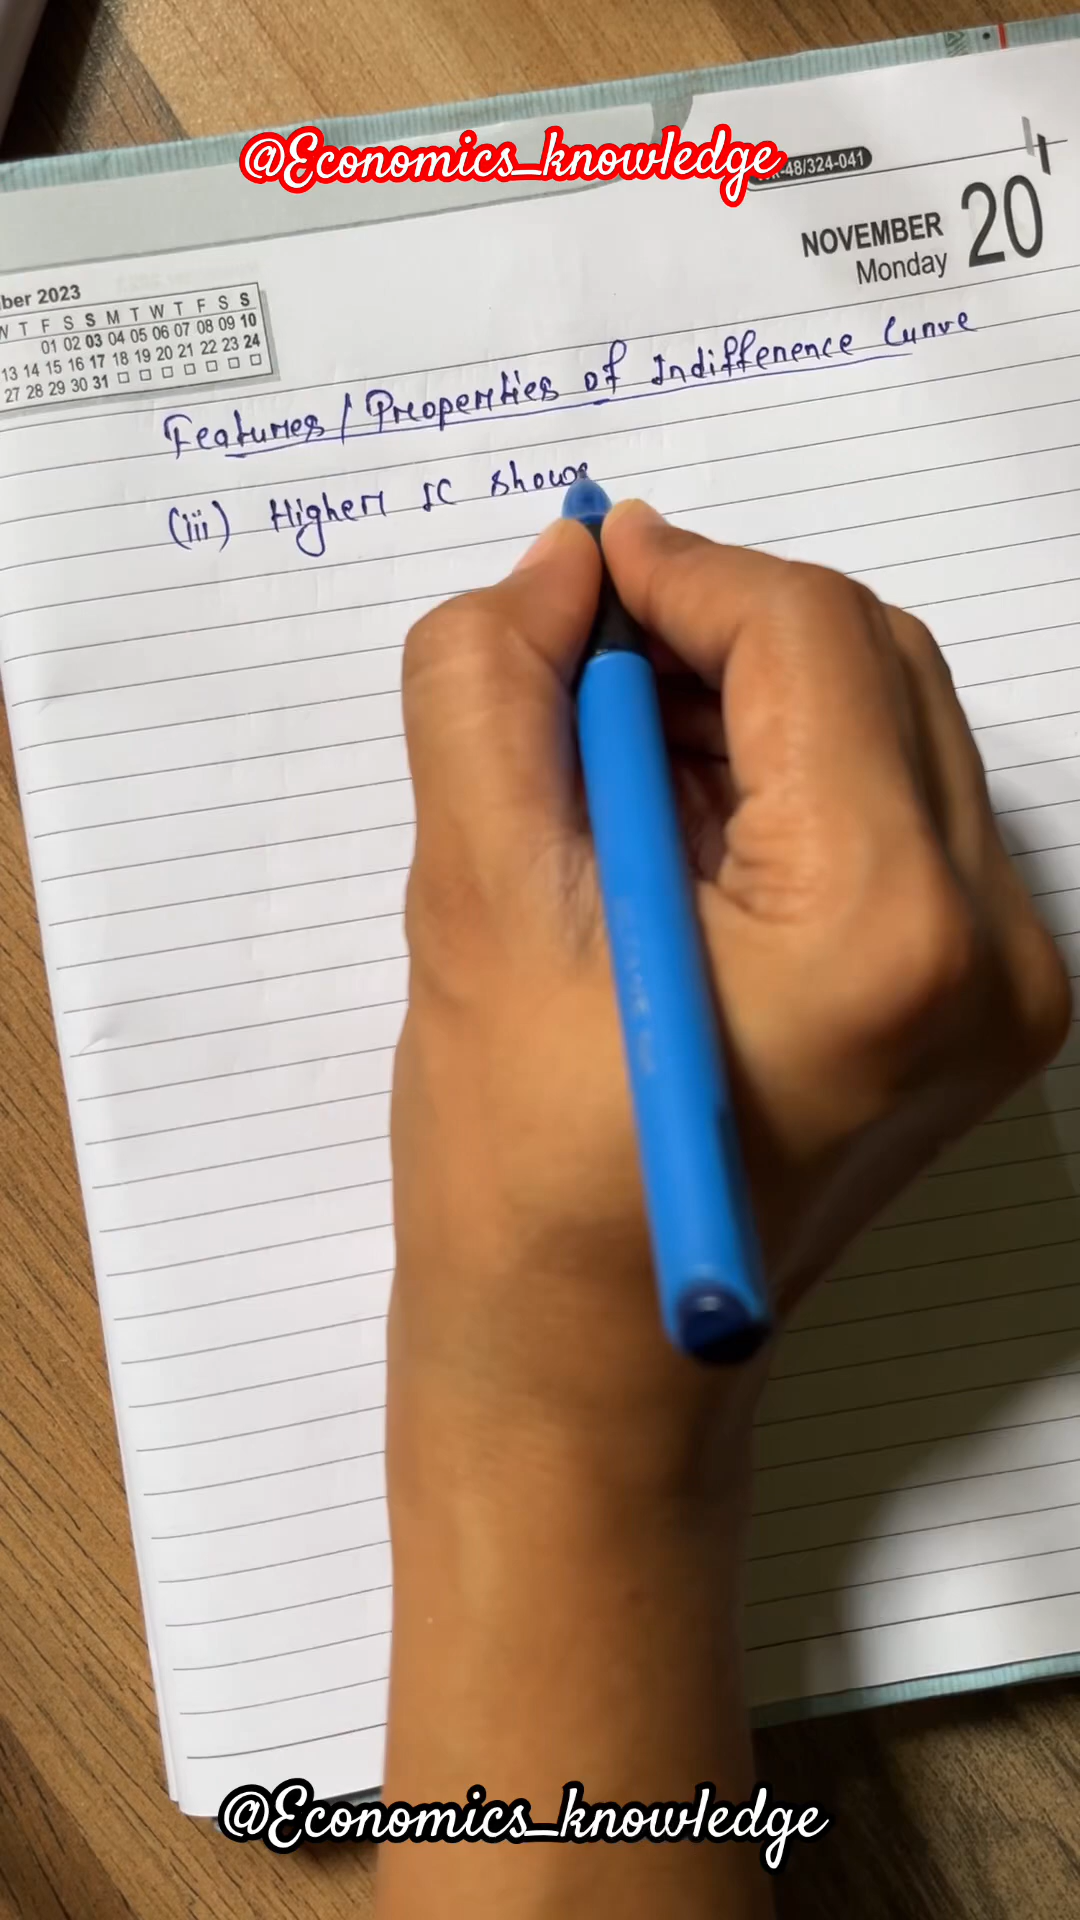 @Economics_knowledge
48/324-041
NOVEMBER 20
Monday
ber 2023
W T F S S M T W T F S S
01 02 03 04 05 06 07 08 09 10
13 14 15 16 17 18 19 20 21 22 23 24
27 28 29 30 31
Features / Properties of Indifference Curve
(iii) Higher IC shows
@Economics_knowledge